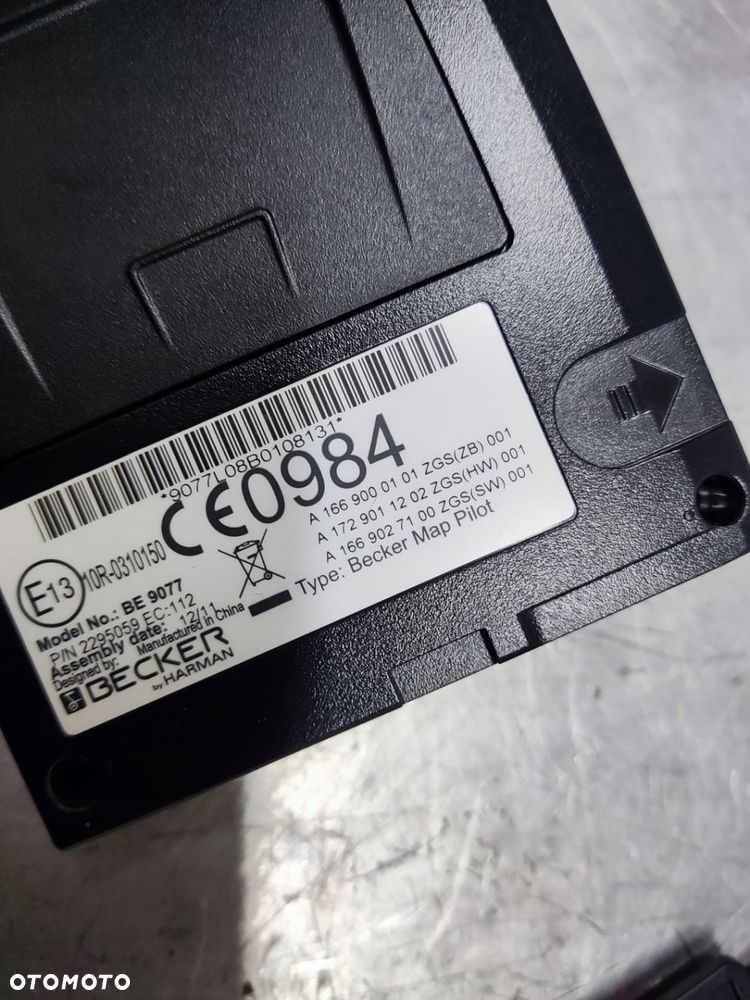 *9077L08B0108131*
CE0984
E13
10R-0310150
A 166 900 01 01 ZGS(ZB) 001
A 172 901 12 02 ZGS(HW) 001
A 166 902 71 00 ZGS(SW) 001
Type: Becker Map Pilot
Model No.: BE 9077
P/N 2295059 EC:112
Assembly date: 12/11
Designed by: Manufactured in China
BECKER
by HARMAN
OTOMOTO